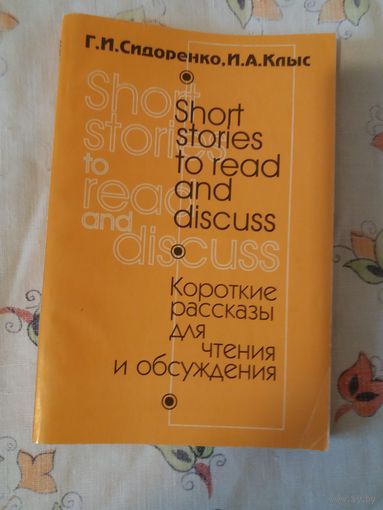 Г.И.Сидоренко, И.А.Клыс
Short
stories
to
read
and
discuss
Short
stories
to read
and
discuss
Короткие
рассказы
для
чтения
и обсуждения